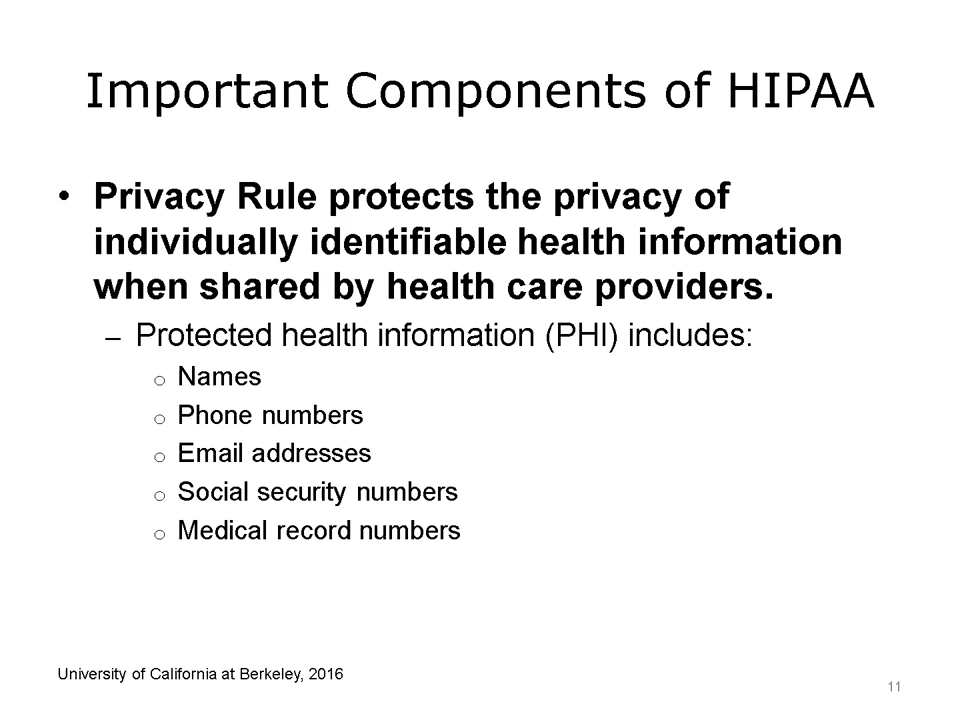 Important Components of HIPAA
• Privacy Rule protects the privacy of
individually identifiable health information
when shared by health care providers.
– Protected health information (PHI) includes:
o Names
o Phone numbers
o Email addresses
o Social security numbers
o Medical record numbers
University of California at Berkeley, 2016
11